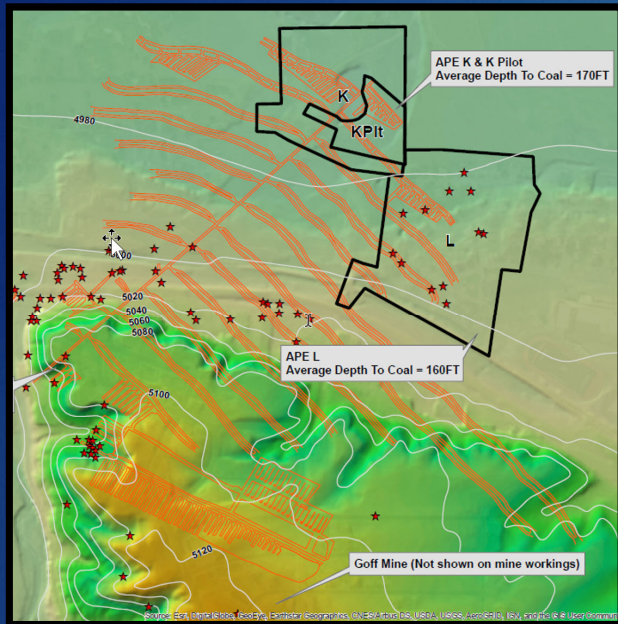 APE K & K Pilot
Average Depth To Coal = 170FT
K
KPlt
4980
L
5000
5020
5040
5060
5080
APE L
Average Depth To Coal = 160FT
5100
5120
Goff Mine (Not shown on mine workings)
Source: Esri, DigitalGlobe, GeoEye, Earthstar Geographics, CNES/Airbus DS, USDA, USGS, AeroGRID, IGN, and the GIS User Commun